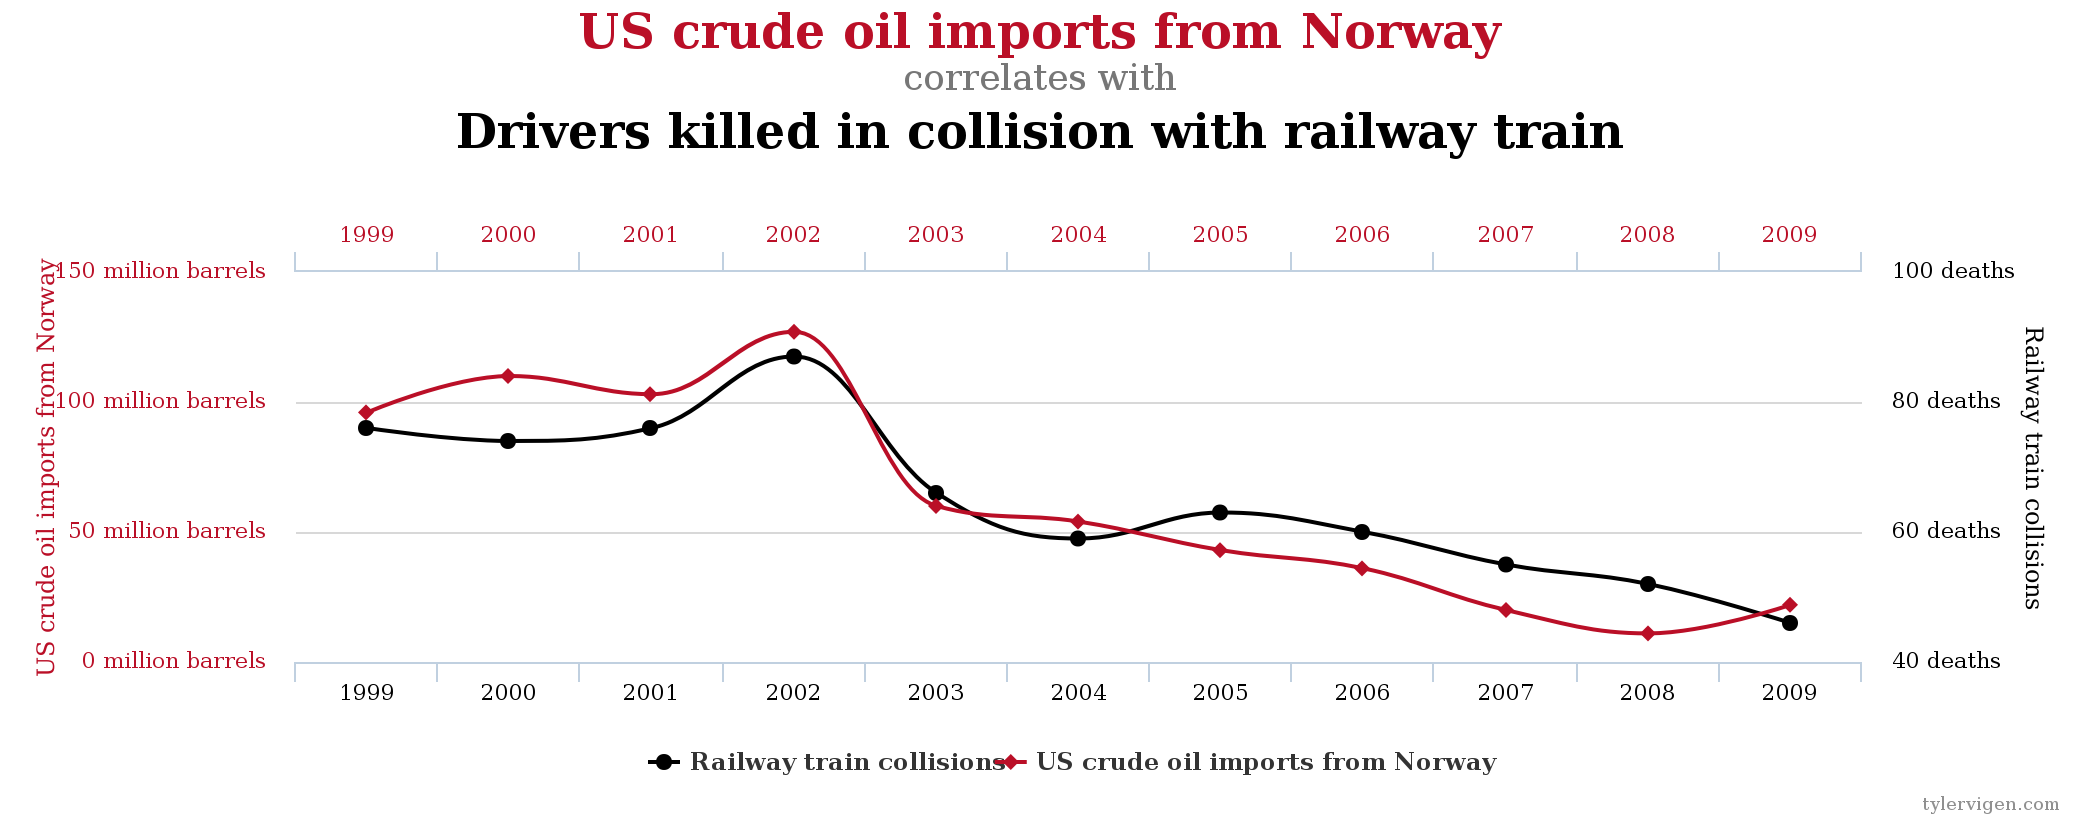 US crude oil imports from Norway
correlates with
Drivers killed in collision with railway train
1999 2000 2001 2002 2003 2004 2005 2006 2007 2008 2009
US crude oil imports from Norway
150 million barrels
100 million barrels
50 million barrels
0 million barrels
100 deaths
80 deaths
60 deaths
40 deaths
Railway train collisions
1999 2000 2001 2002 2003 2004 2005 2006 2007 2008 2009
Railway train collisions US crude oil imports from Norway
tylervigen.com